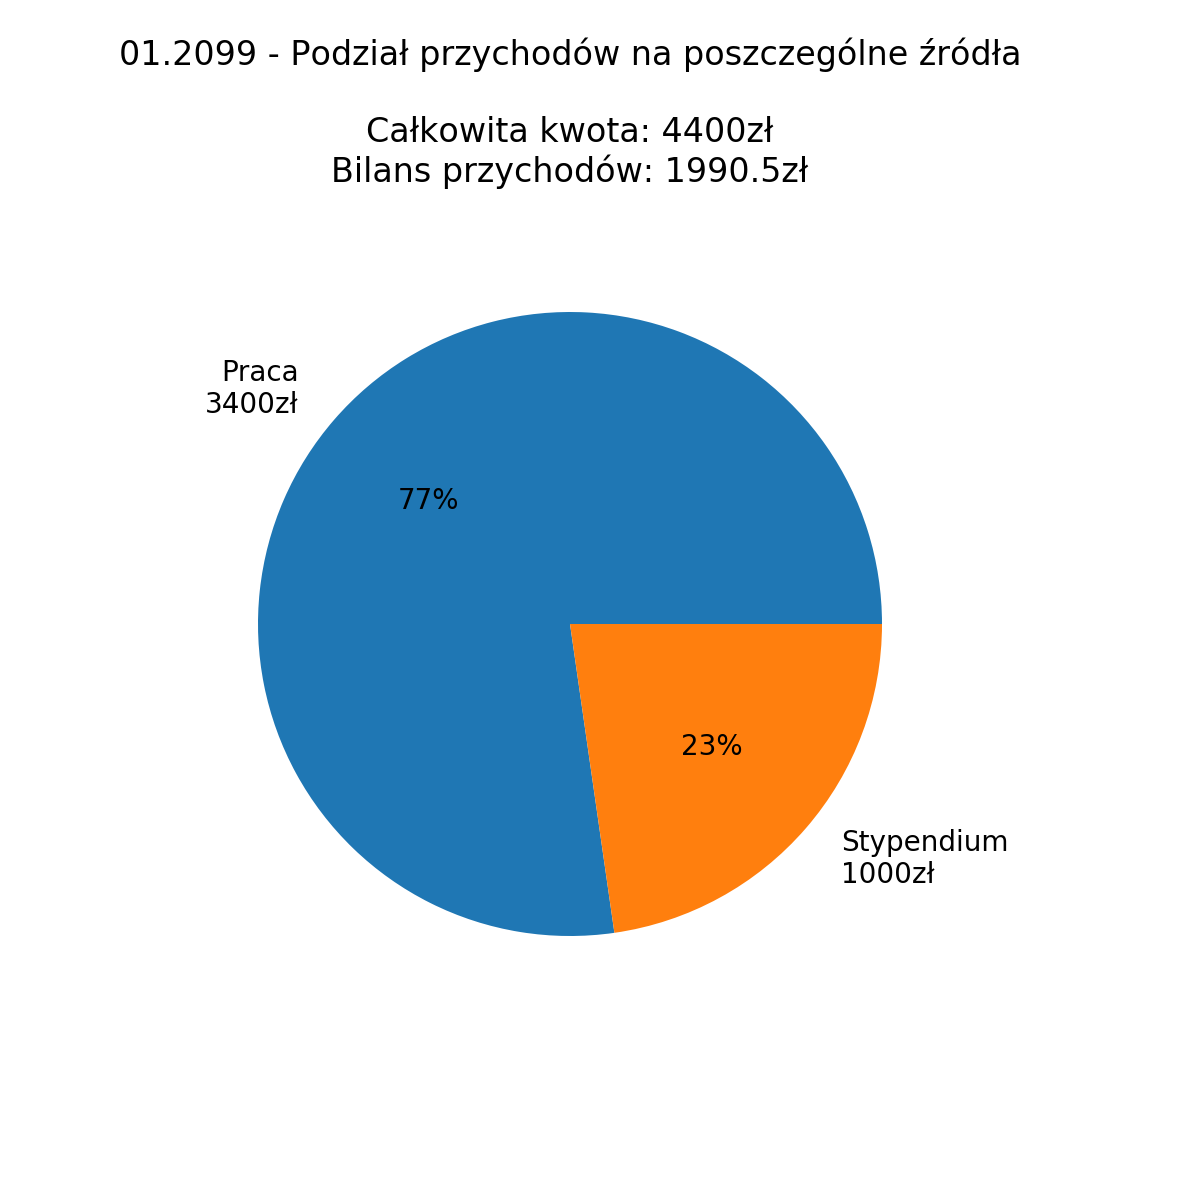 01.2099 - Podział przychodów na poszczególne źródła
Całkowita kwota: 4400zł
Bilans przychodów: 1990.5zł
Praca
3400zł
77%
23%
Stypendium
1000zł